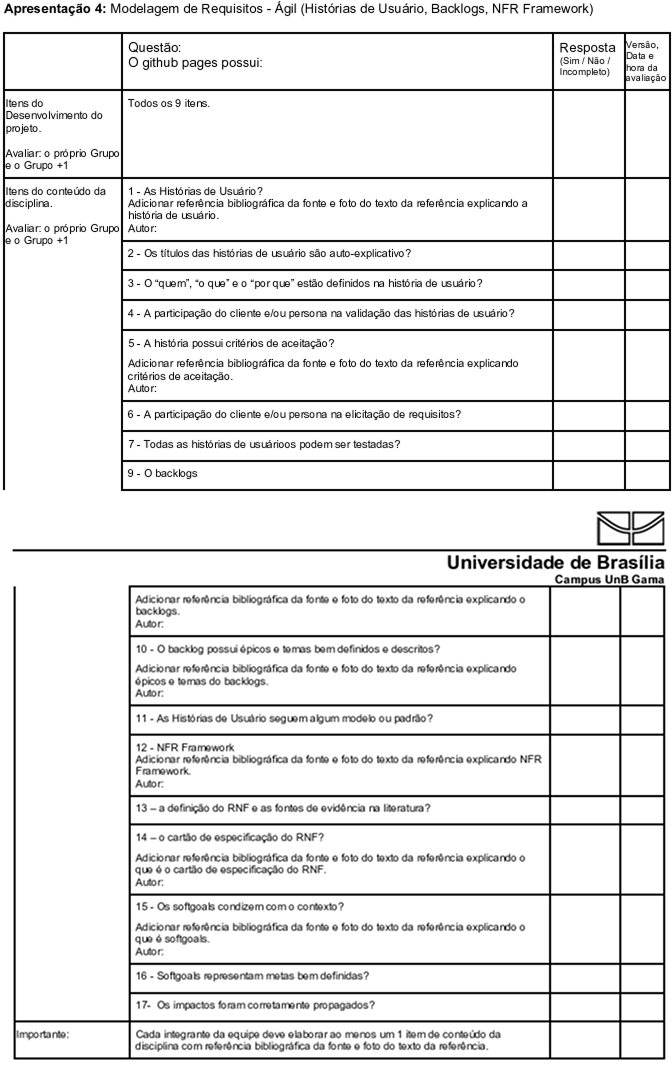 Apresentação 4: Modelagem de Requisitos - Ágil (Histórias de Usuário, Backlogs, NFR Framework)
Questão:
O github pages possui:
Resposta
(Sim / Não /
Incompleto)
Versão,
Data e
hora da
avaliação
Itens do
Desenvolvimento do
projeto.
Avaliar: o próprio Grupo
e o Grupo +1
Todos os 9 itens.
Itens do conteúdo da
disciplina.
Avaliar: o próprio Grupo
e o Grupo +1
1 - As Histórias de Usuário?
Adicionar referência bibliográfica da fonte e foto do texto da referência explicando a
história de usuário.
Autor:
2 - Os títulos das histórias de usuário são auto-explicativo?
3 - O “quem”, “o que” e o “por que” estão definidos na história de usuário?
4 - A participação do cliente e/ou persona na validação das histórias de usuário?
5 - A história possui critérios de aceitação?
Adicionar referência bibliográfica da fonte e foto do texto da referência explicando
critérios de aceitação.
Autor:
6 - A participação do cliente e/ou persona na elicitação de requisitos?
7 - Todas as histórias de usuárioos podem ser testadas?
9 - O backlogs
Universidade de Brasília
Campus UnB Gama
Adicionar referência bibliográfica da fonte e foto do texto da referência explicando o
backlogs.
Autor:
10 - O backlog possui épicos e temas bem definidos e descritos?
Adicionar referência bibliográfica da fonte e foto do texto da referência explicando
épicos e temas do backlogs.
Autor:
11 - As Histórias de Usuário seguem algum modelo ou padrão?
12 - NFR Framework
Adicionar referência bibliográfica da fonte e foto do texto da referência explicando NFR
Framework.
Autor:
13 – a definição do RNF e as fontes de evidência na literatura?
14 – o cartão de especificação do RNF?
Adicionar referência bibliográfica da fonte e foto do texto da referência explicando o
que é o cartão de especificação do RNF.
Autor:
15 - Os softgoals condizem com o contexto?
Adicionar referência bibliográfica da fonte e foto do texto da referência explicando o
que é softgoals.
Autor:
16 - Softgoals representam metas bem definidas?
17- Os impactos foram corretamente propagados?
Importante:
Cada integrante da equipe deve elaborar ao menos um 1 item de conteúdo da
disciplina com referência bibliográfica da fonte e foto do texto da referência.